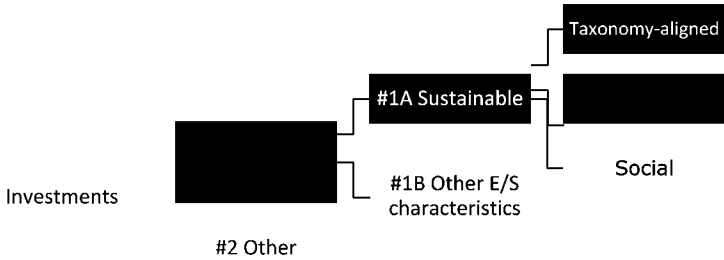 Taxonomy-aligned
#1A Sustainable
Social
#1B Other E/S
characteristics
Investments
#2 Other